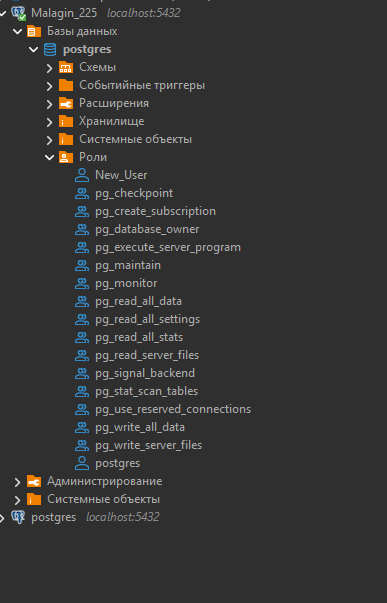 Malagin_225 localhost:5432
Базы данных
postgres
Схемы
Событийные триггеры
Расширения
Хранилище
Системные объекты
Роли
New_User
pg_checkpoint
pg_create_subscription
pg_database_owner
pg_execute_server_program
pg_maintain
pg_monitor
pg_read_all_data
pg_read_all_settings
pg_read_all_stats
pg_read_server_files
pg_signal_backend
pg_stat_scan_tables
pg_use_reserved_connections
pg_write_all_data
pg_write_server_files
postgres
Администрирование
Системные объекты
postgres localhost:5432